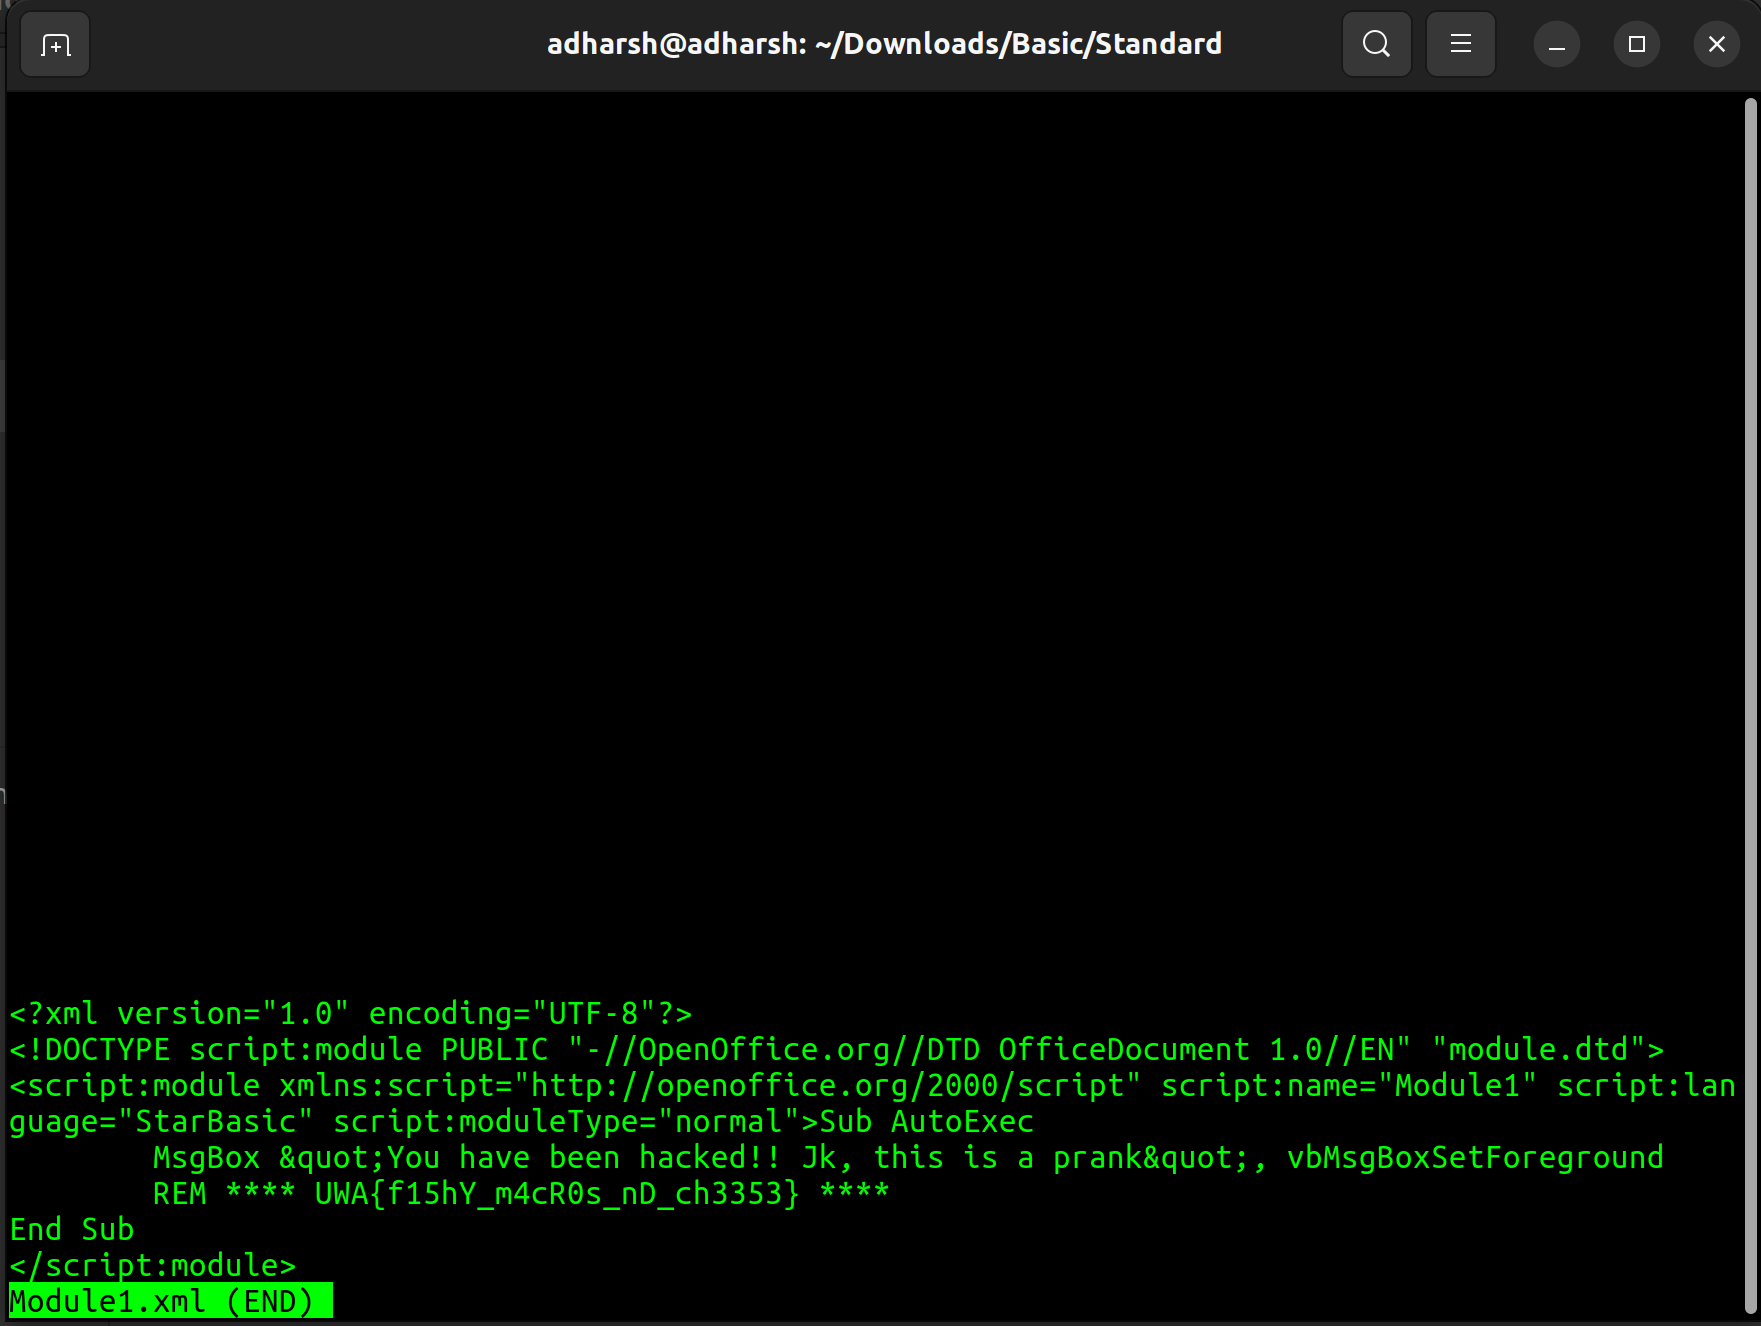 adharsh@adharsh: ~/Downloads/Basic/Standard
<?xml version="1.0" encoding="UTF-8"?>
<!DOCTYPE script:module PUBLIC "-//OpenOffice.org//DTD OfficeDocument 1.0//EN" "module.dtd">
<script:module xmlns:script="http://openoffice.org/2000/script" script:name="Module1" script:lan
guage="StarBasic" script:moduleType="normal">Sub AutoExec
        MsgBox &quot;You have been hacked!! Jk, this is a prank&quot;, vbMsgBoxSetForeground
        REM **** UWA{f15hY_m4cR0s_nD_ch3353} ****
End Sub
</script:module>
Module1.xml (END)